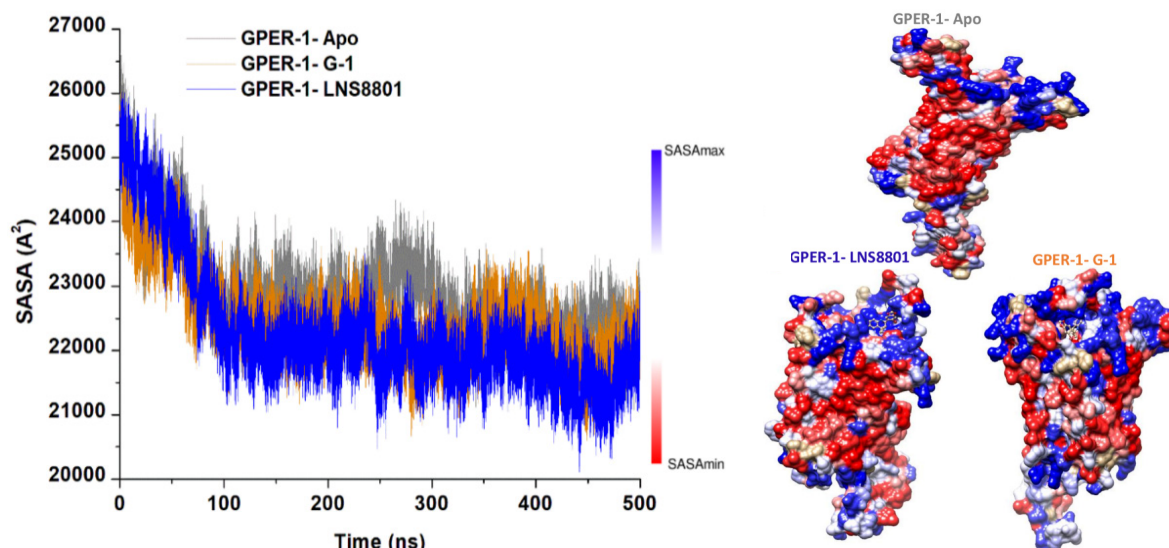 27000
26000
25000
24000
23000
22000
21000
20000
SASA (A²)
GPER-1- Apo
GPER-1- G-1
GPER-1- LNS8801
0
100
200
300
400
500
Time (ns)
SASAmax
SASAmin
GPER-1- Apo
GPER-1- LNS8801
GPER-1- G-1